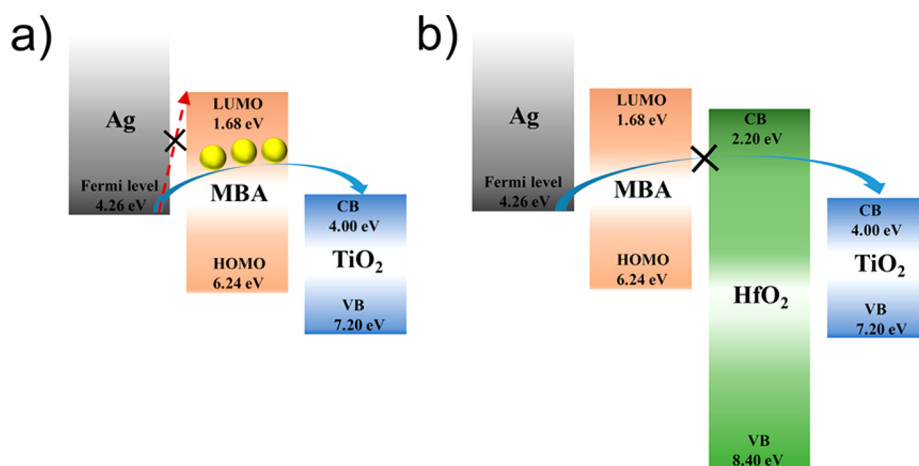 a)
Ag
Fermi level
4.26 eV
LUMO
1.68 eV
MBA
HOMO
6.24 eV
CB
4.00 eV
TiO₂
VB
7.20 eV
b)
Ag
Fermi level
4.26 eV
LUMO
1.68 eV
MBA
HOMO
6.24 eV
CB
2.20 eV
HfO₂
VB
8.40 eV
CB
4.00 eV
TiO₂
VB
7.20 eV